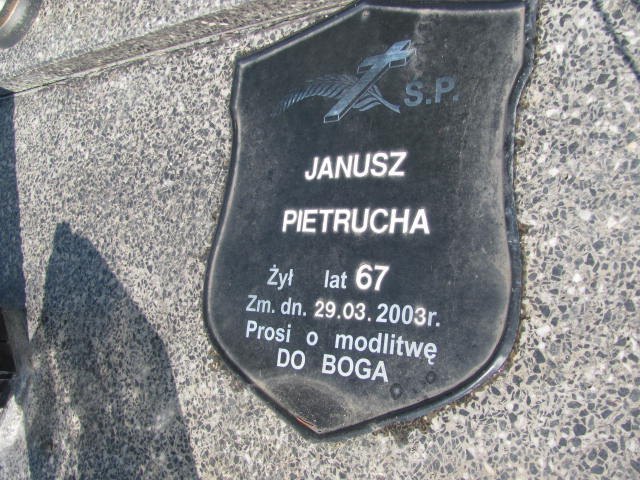 Ś.P.
JANUSZ
PIETRUCHA
Żył lat 67
Zm. dn. 29.03. 2003r.
Prosi o modlitwę
DO BOGA